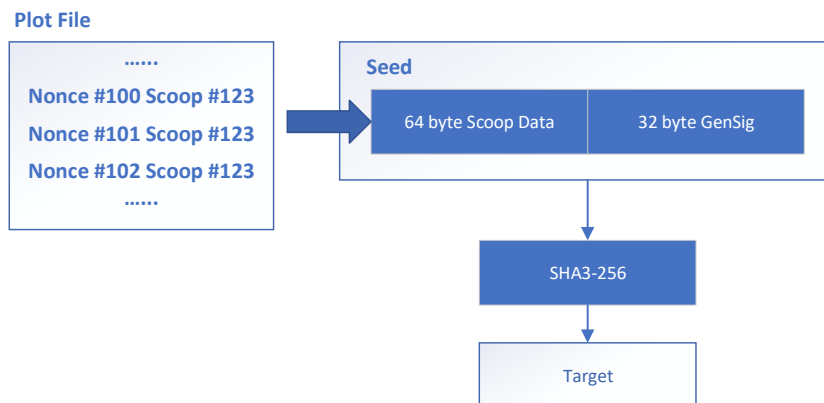 Plot File
......
Nonce #100 Scoop #123
Nonce #101 Scoop #123
Nonce #102 Scoop #123
......
Seed
64 byte Scoop Data
32 byte GenSig
SHA3-256
Target